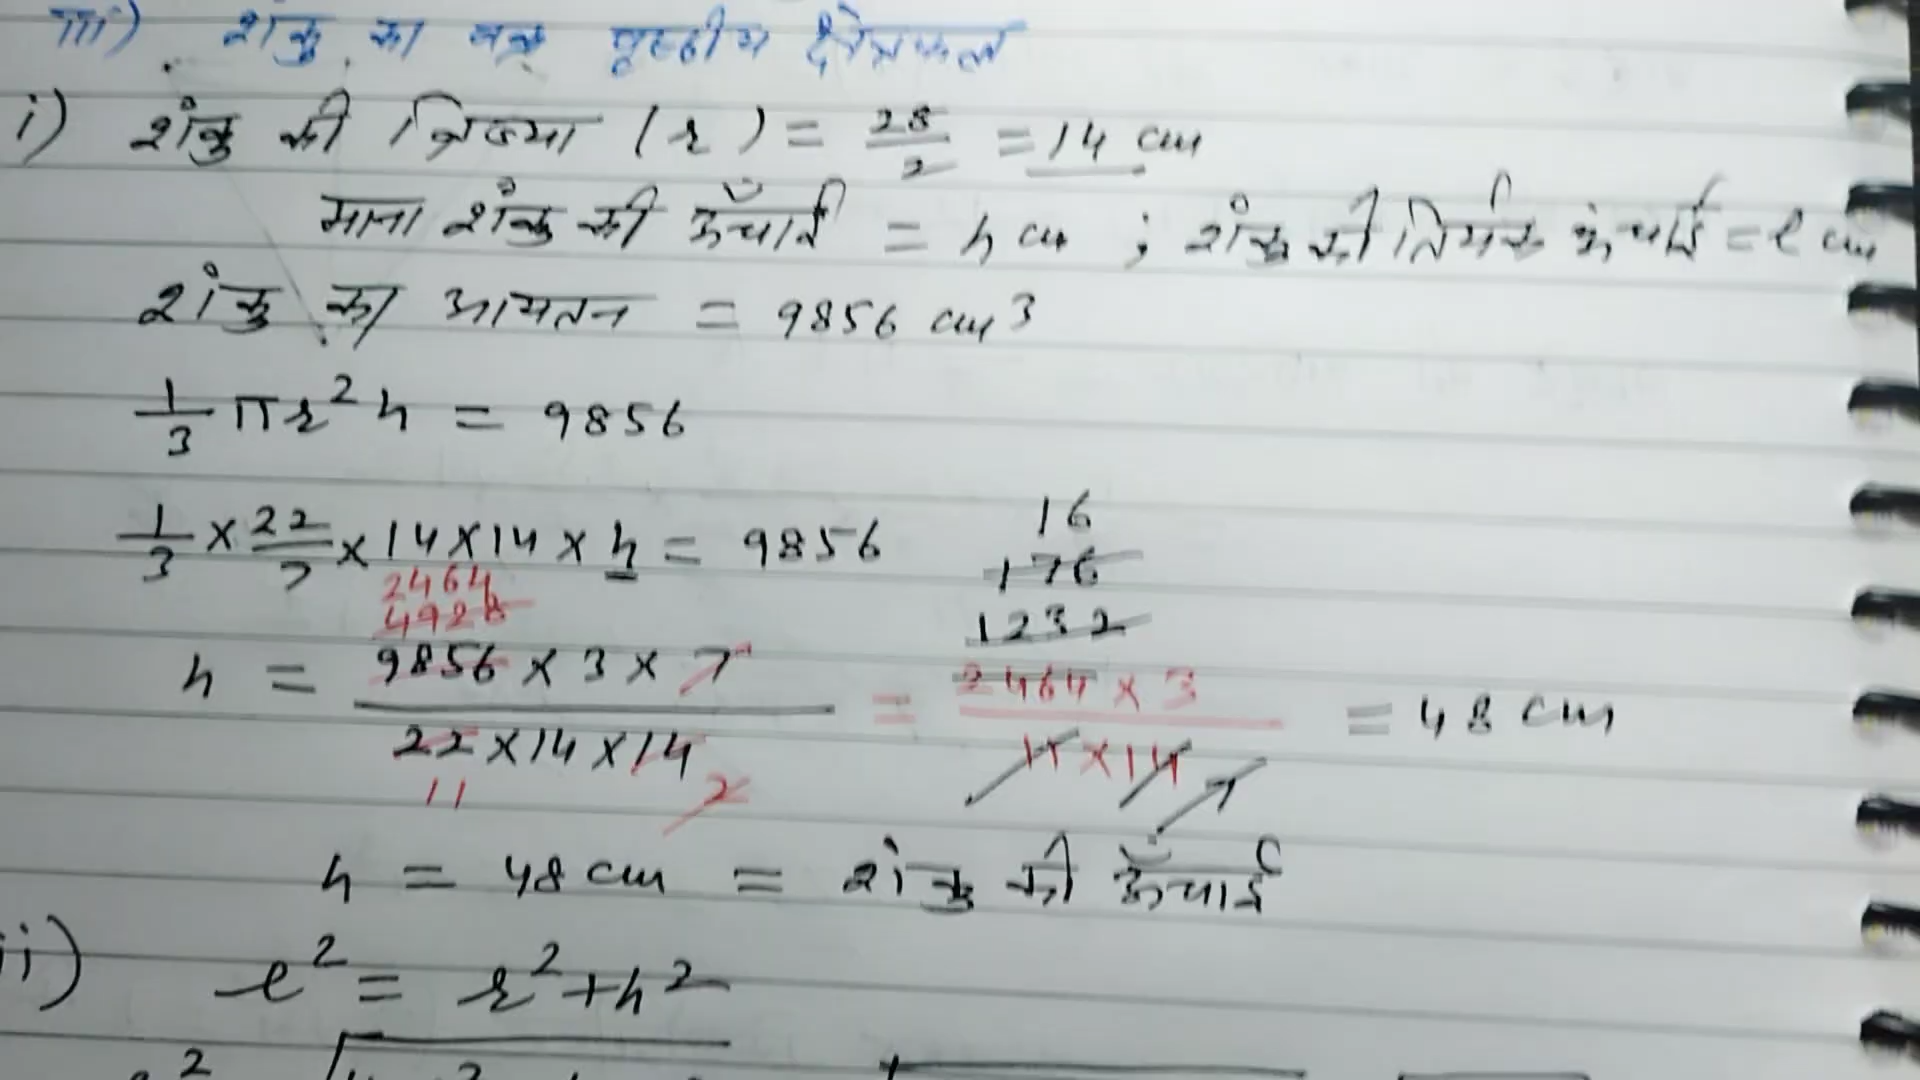 iii) शंकु का वक्र पृष्ठीय क्षेत्रफल
i) शंकु की त्रिज्या (r) = 28/2 = 14 cm
माना शंकु की ऊँचाई = h cm ; शंकु की तिर्यक ऊंचाई = l cm
शंकु का आयतन = 9856 cm³
1/3 πr²h = 9856
1/3 × 22/7 × 14 × 14 × h = 9856
2464
4928
16
176
1232
h = 9856 × 3 × 7 / 22 × 14 × 14 = 2464 × 3 / 11 × 14 = 48 cm
11 2 7
h = 48 cm = शंकु की ऊँचाई
ii) l² = r² + h²